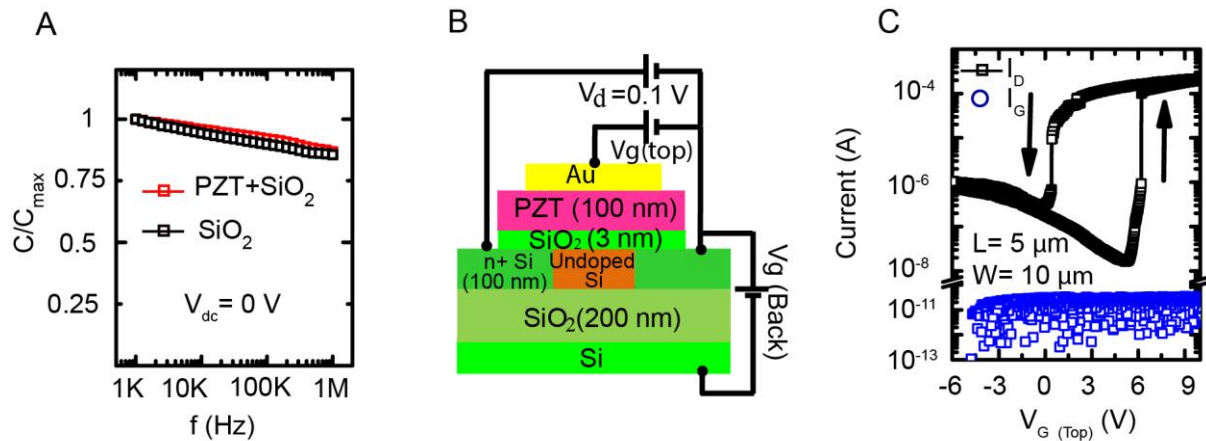 A
C/C_max
1
0.75
0.5
0.25
PZT+SiO₂
SiO₂
V_dc = 0 V
1K 10K 100K 1M
f (Hz)
B
V_d =0.1 V
Vg(top)
Au
PZT (100 nm)
SiO₂ (3 nm)
n+ Si
(100 nm)
Undoped
Si
SiO₂(200 nm)
Si
Vg (Back)
C
Current (A)
10⁻⁴
10⁻⁶
10⁻⁸
10⁻¹¹
10⁻¹³
I_D
I_G
L= 5 μm
W= 10 μm
-6 -3 0 3 6 9
V_G (Top) (V)